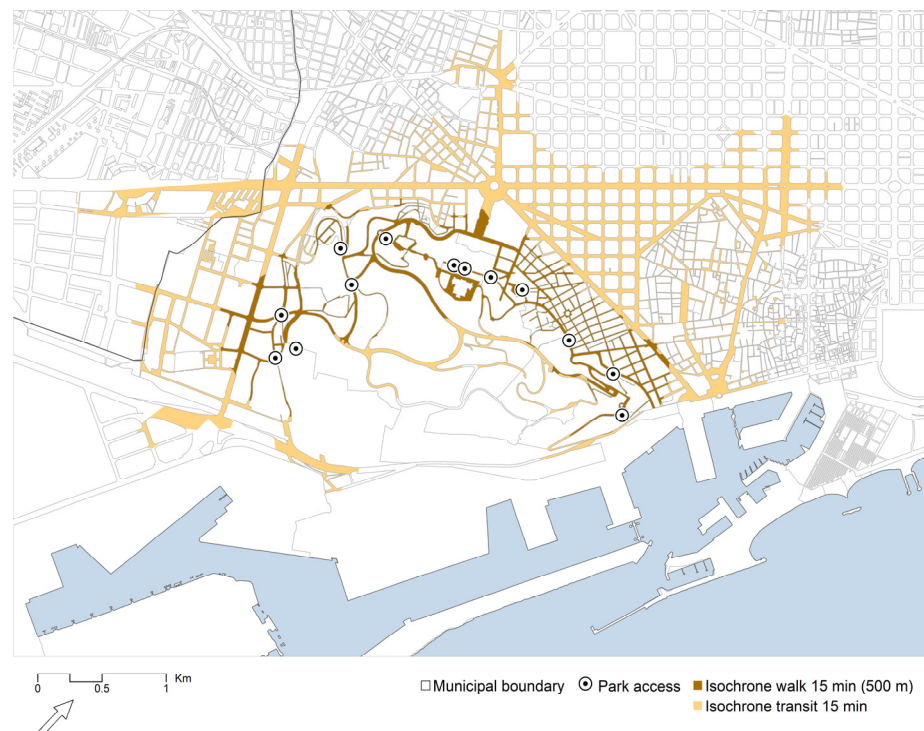 Km
0 0.5 1
Municipal boundary
Park access
Isochrone walk 15 min (500 m)
Isochrone transit 15 min